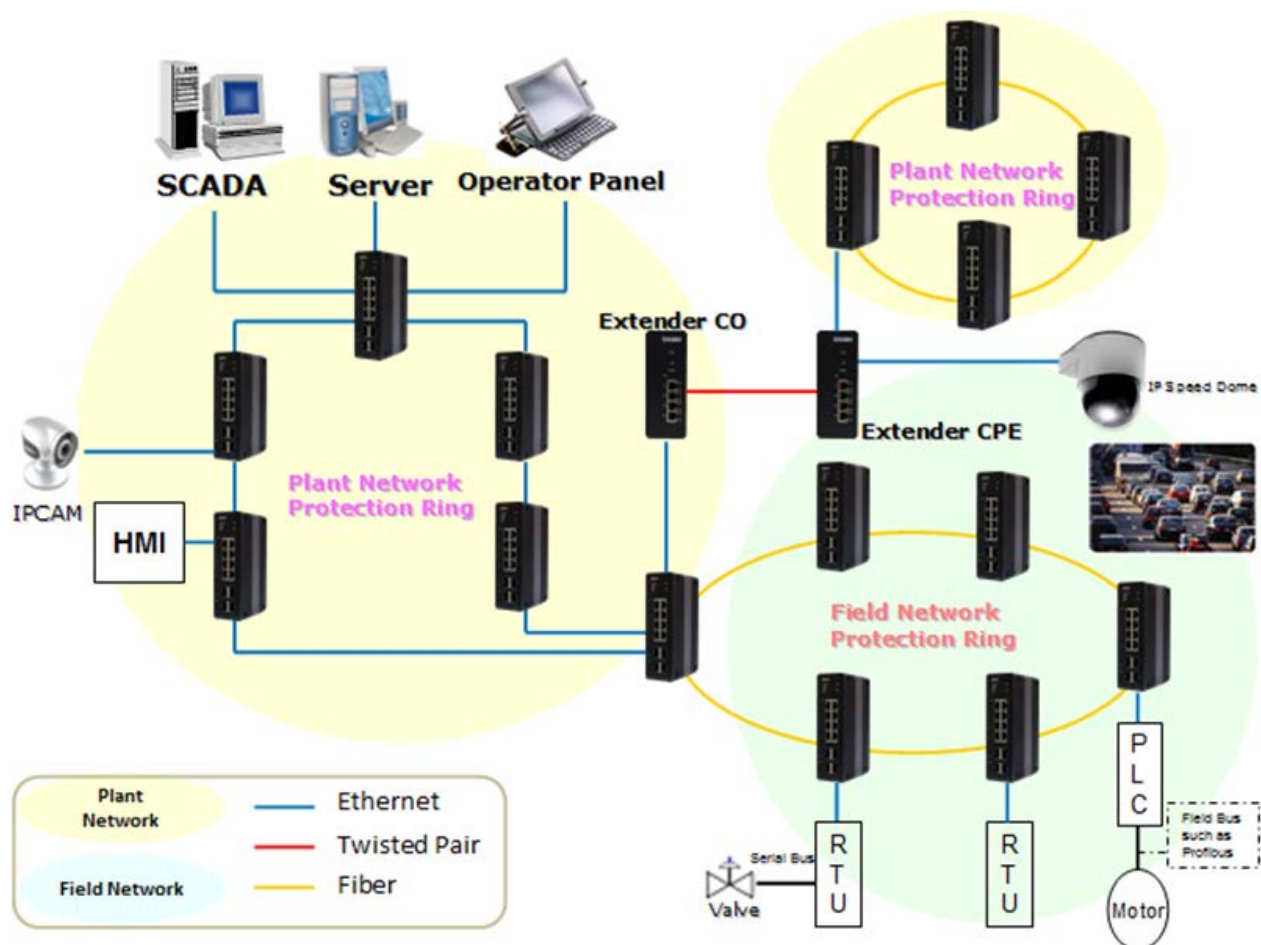 SCADA
Server
Operator Panel
Plant Network
Protection Ring
Extender CO
IP Speed Dome
Extender CPE
IPCAM
HMI
Plant Network
Protection Ring
Field Network
Protection Ring
Plant
Network
Field Network
Ethernet
Twisted Pair
Fiber
Valve
Serial Bus
R
T
U
R
T
U
P
L
C
Field Bus
such as
Profibus
Motor